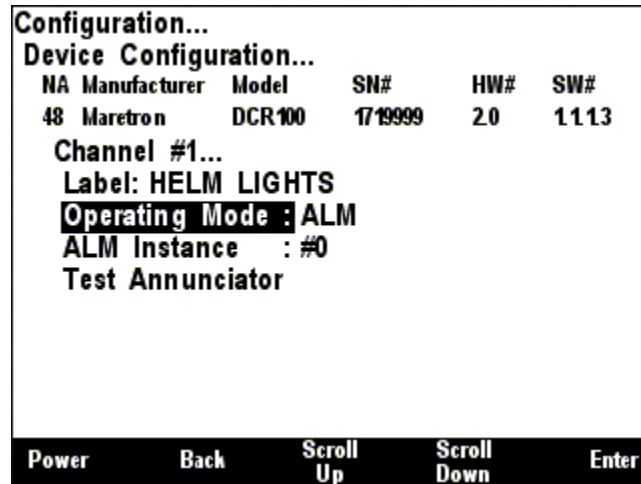 Configuration...
Device Configuration...
NA Manufacturer Model SN# HW# SW#
48 Maretron DCR100 1719999 2.0 1.1.1.3
Channel #1...
Label: HELM LIGHTS
Operating Mode : ALM
ALM Instance : #0
Test Annunciator
Power Back Scroll Up Scroll Down Enter